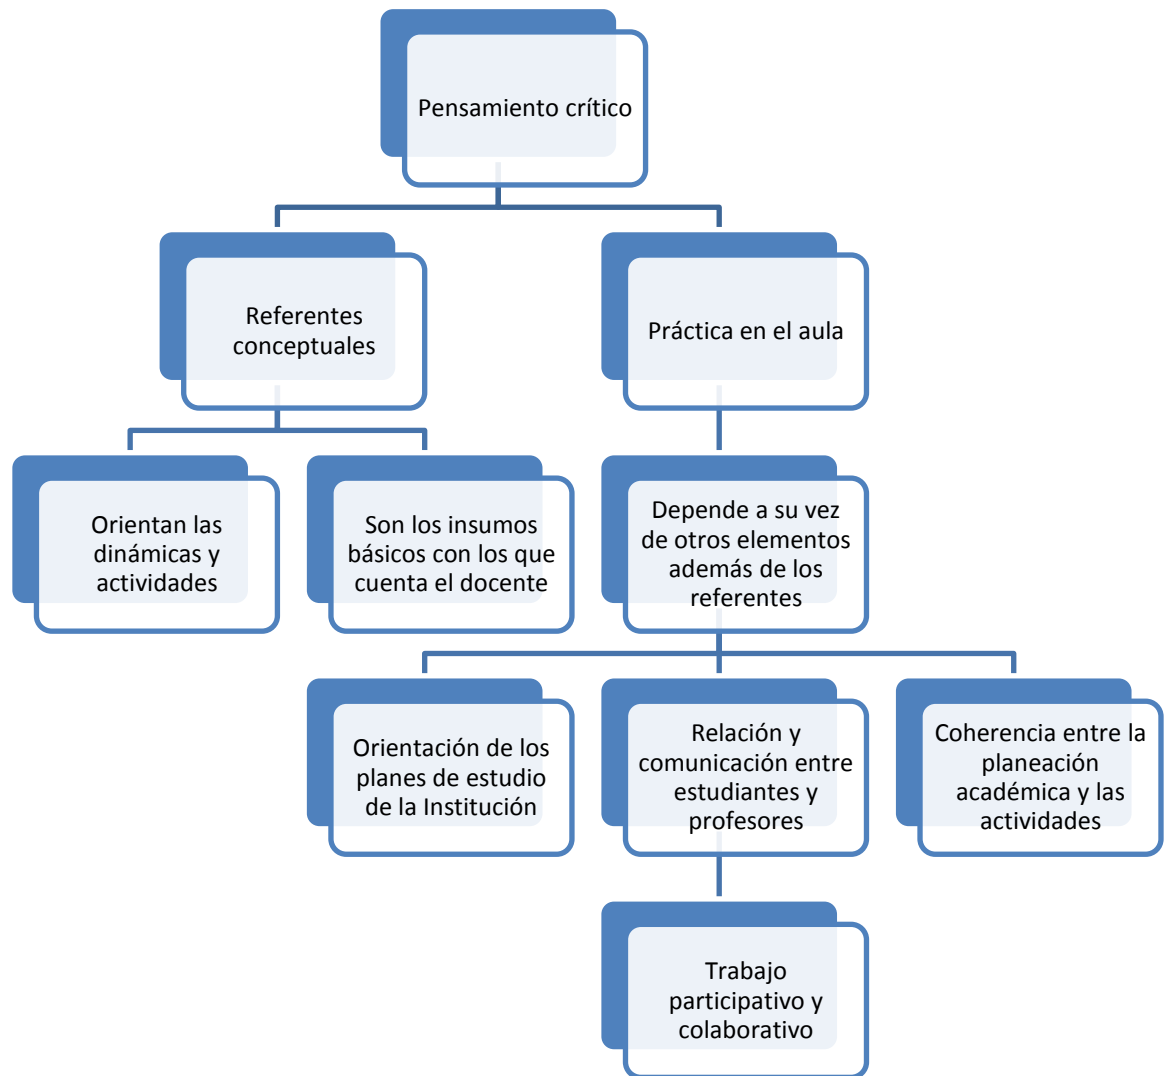 Pensamiento crítico
Referentes
conceptuales
Práctica en el aula
Orientan las
dinámicas y
actividades
Son los insumos
básicos con los que
cuenta el docente
Depende a su vez
de otros elementos
además de los
referentes
Orientación de los
planes de estudio
de la Institución
Relación y
comunicación entre
estudiantes y
profesores
Coherencia entre la
planeación
académica y las
actividades
Trabajo
participativo y
colaborativo